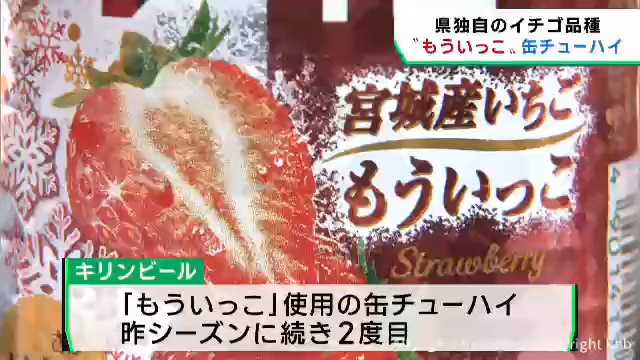 県独自のイチゴ品種
〝もういっこ〟缶チューハイ
宮城産いちご
もういっこ
Strawberry
キリンビール
「もういっこ」使用の缶チューハイ
昨シーズンに続き2度目